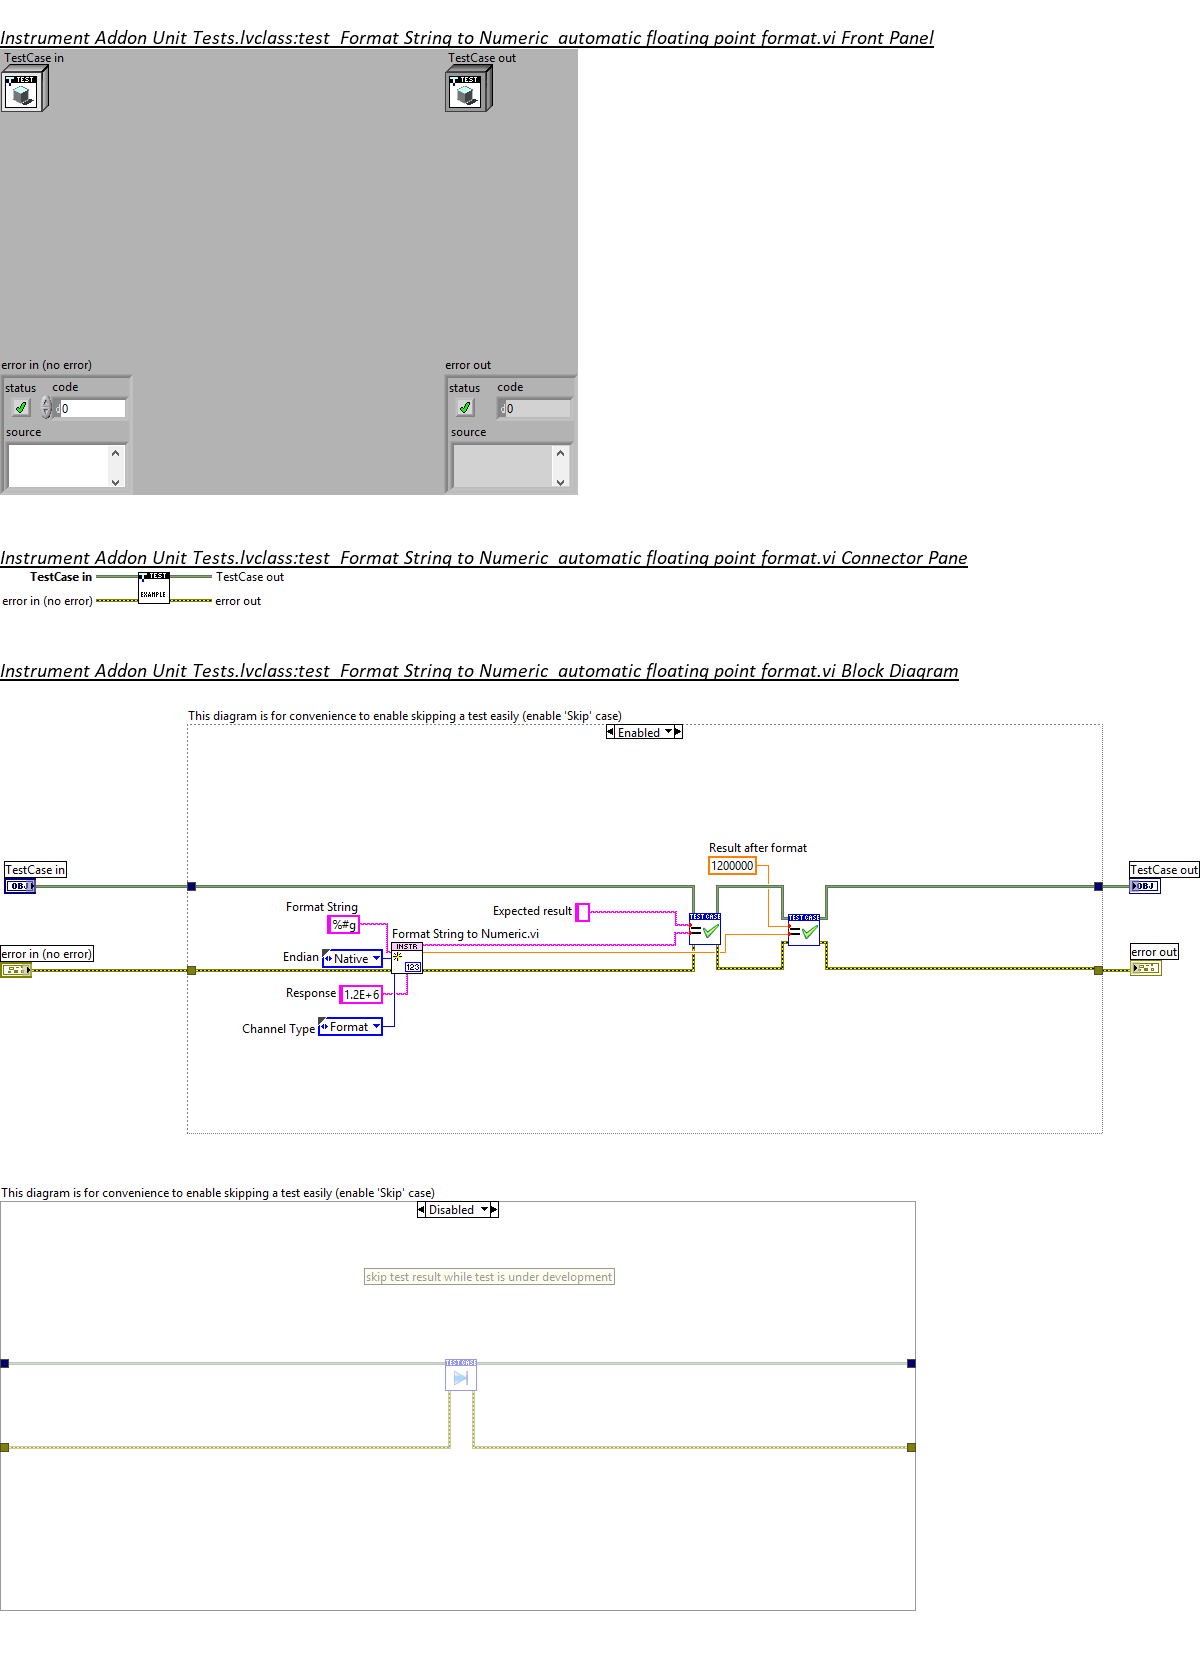 Instrument Addon Unit Tests.lvclass:test_Format String to Numeric_automatic floating point format.vi Front Panel
TestCase in
TestCase out
TEST
TEST
error in (no error)
error out
status
code
status
code
d0
d0
source
source
Instrument Addon Unit Tests.lvclass:test_Format String to Numeric_automatic floating point format.vi Connector Pane
TestCase in
TEST
TestCase out
error in (no error)
EXAMPLE
error out
Instrument Addon Unit Tests.lvclass:test_Format String to Numeric_automatic floating point format.vi Block Diagram
This diagram is for convenience to enable skipping a test easily (enable 'Skip' case)
Enabled
Result after format
1200000
TestCase in
OBJ
TestCase out
OBJ
Format String
%#g
Expected result
TEST CASE
TEST CASE
Format String to Numeric.vi
INSTR
123
Endian
Native
error in (no error)
error out
Response
1.2E+6
Channel Type
Format
This diagram is for convenience to enable skipping a test easily (enable 'Skip' case)
Disabled
skip test result while test is under development
TEST CASE